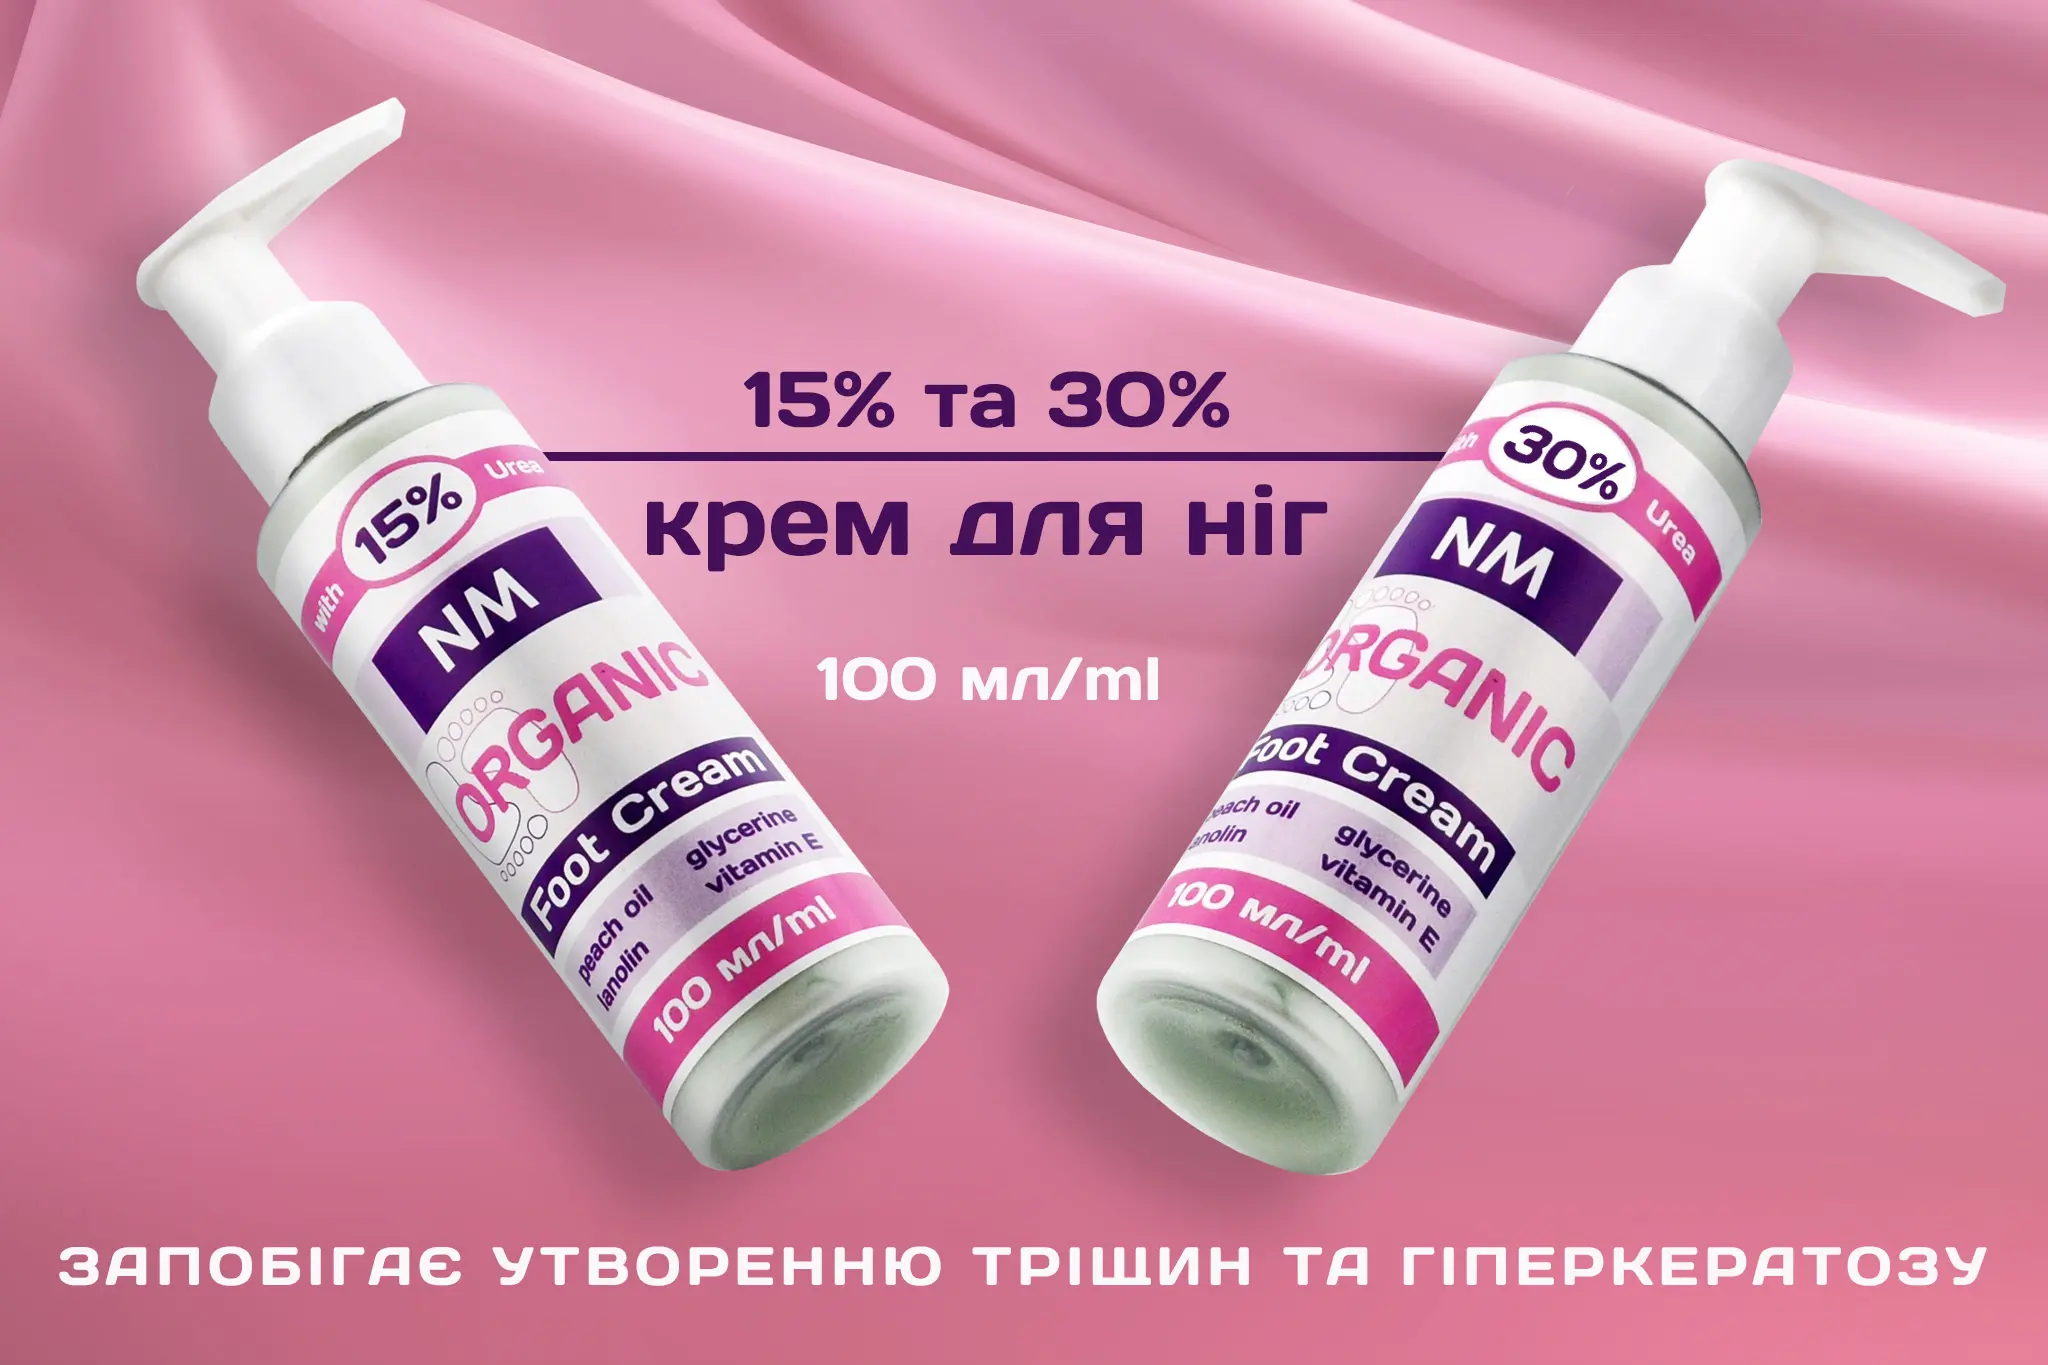 15% та 30%
крем для ніг
100 мл/ml
with 15% Urea
NM
ORGANIC
Foot Cream
peach oil glycerine
lanolin vitamin E
100 мл/ml
with 30% Urea
NM
ORGANIC
Foot Cream
peach oil glycerine
lanolin vitamin E
100 мл/ml
ЗАПОБІГАЄ УТВОРЕННЮ ТРІЩИН ТА ГІПЕРКЕРАТОЗУ